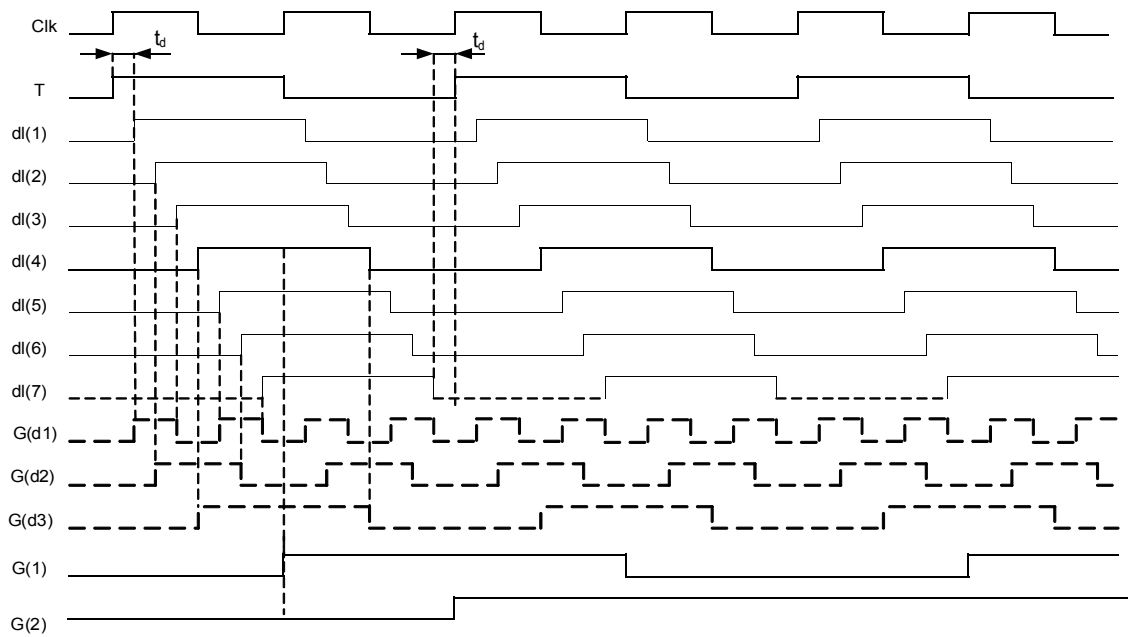 Clk
t_d
t_d
T
dl(1)
dl(2)
dl(3)
dl(4)
dl(5)
dl(6)
dl(7)
G(d1)
G(d2)
G(d3)
G(1)
G(2)